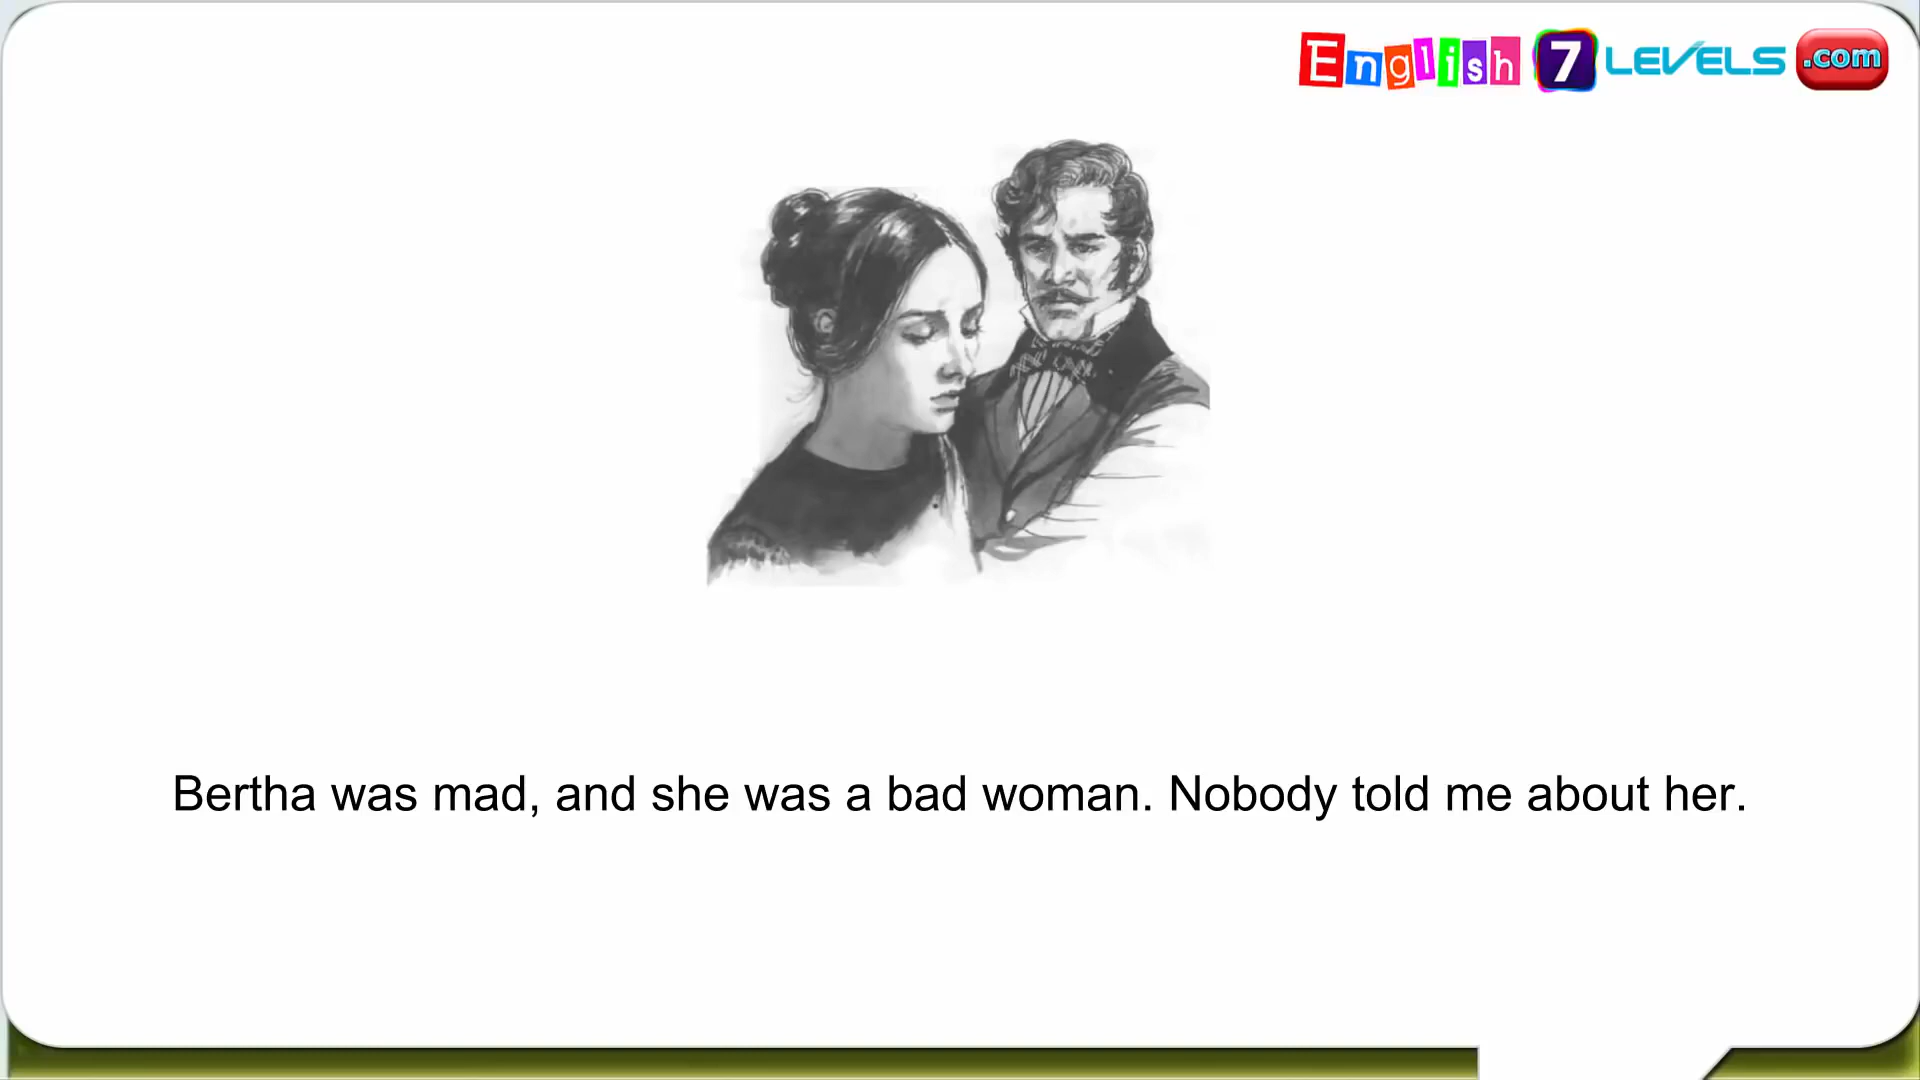 English 7 LEVELS .com
Bertha was mad, and she was a bad woman. Nobody told me about her.